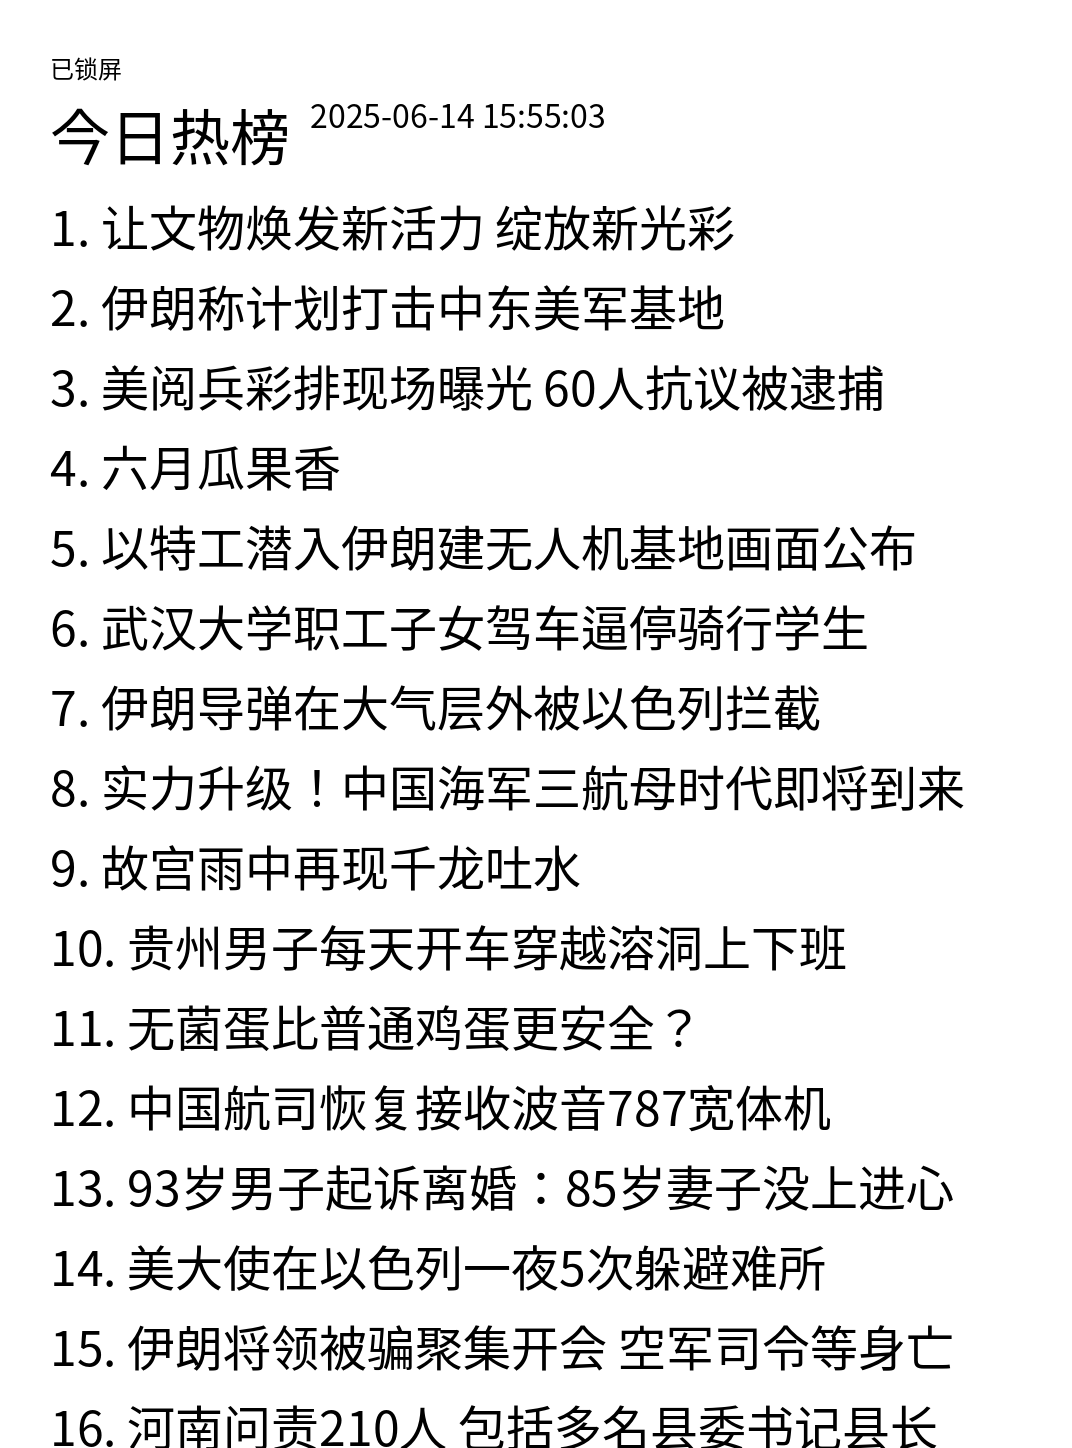 已锁屏
今日热榜 2025-06-14 15:55:03
1. 让文物焕发新活力 绽放新光彩
2. 伊朗称计划打击中东美军基地
3. 美阅兵彩排现场曝光 60人抗议被逮捕
4. 六月瓜果香
5. 以特工潜入伊朗建无人机基地画面公布
6. 武汉大学职工子女驾车逼停骑行学生
7. 伊朗导弹在大气层外被以色列拦截
8. 实力升级！中国海军三航母时代即将到来
9. 故宫雨中再现千龙吐水
10. 贵州男子每天开车穿越溶洞上下班
11. 无菌蛋比普通鸡蛋更安全？
12. 中国航司恢复接收波音787宽体机
13. 93岁男子起诉离婚：85岁妻子没上进心
14. 美大使在以色列一夜5次躲避难所
15. 伊朗将领被骗聚集开会 空军司令等身亡
16. 河南问责210人 包括多名县委书记县长